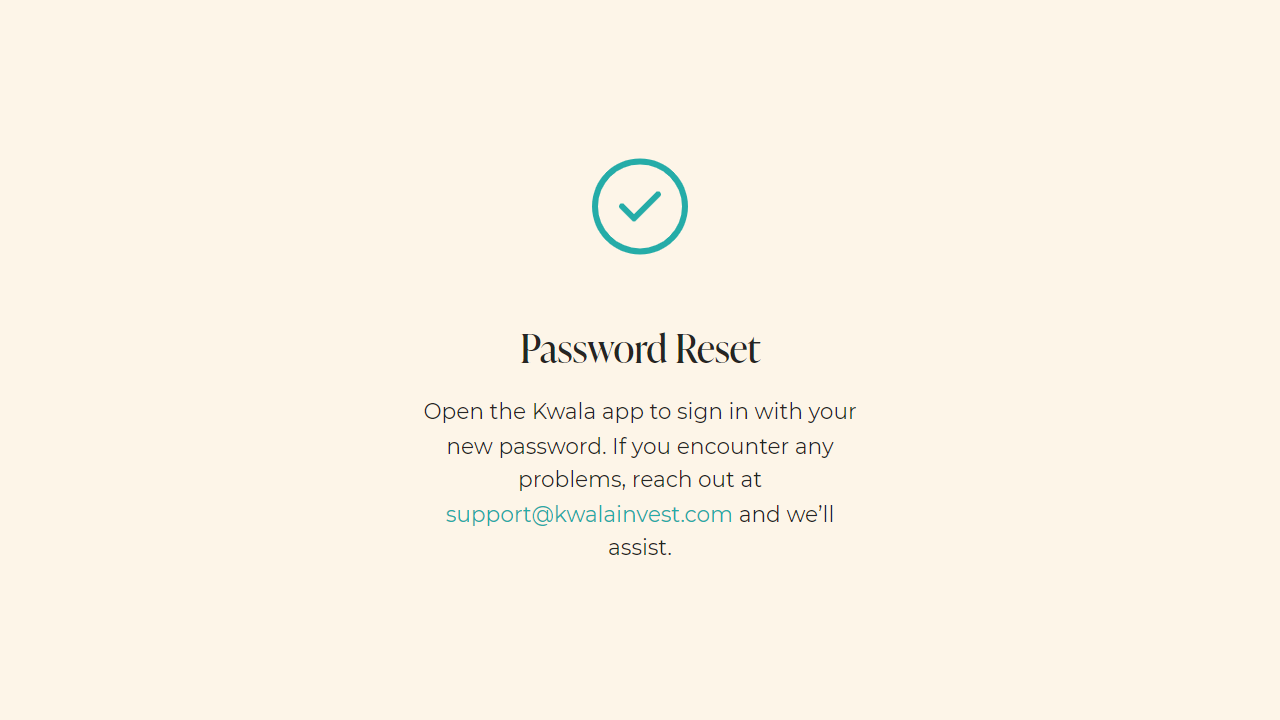 Password Reset
Open the Kwala app to sign in with your
new password. If you encounter any
problems, reach out at
support@kwalainvest.com and we’ll
assist.